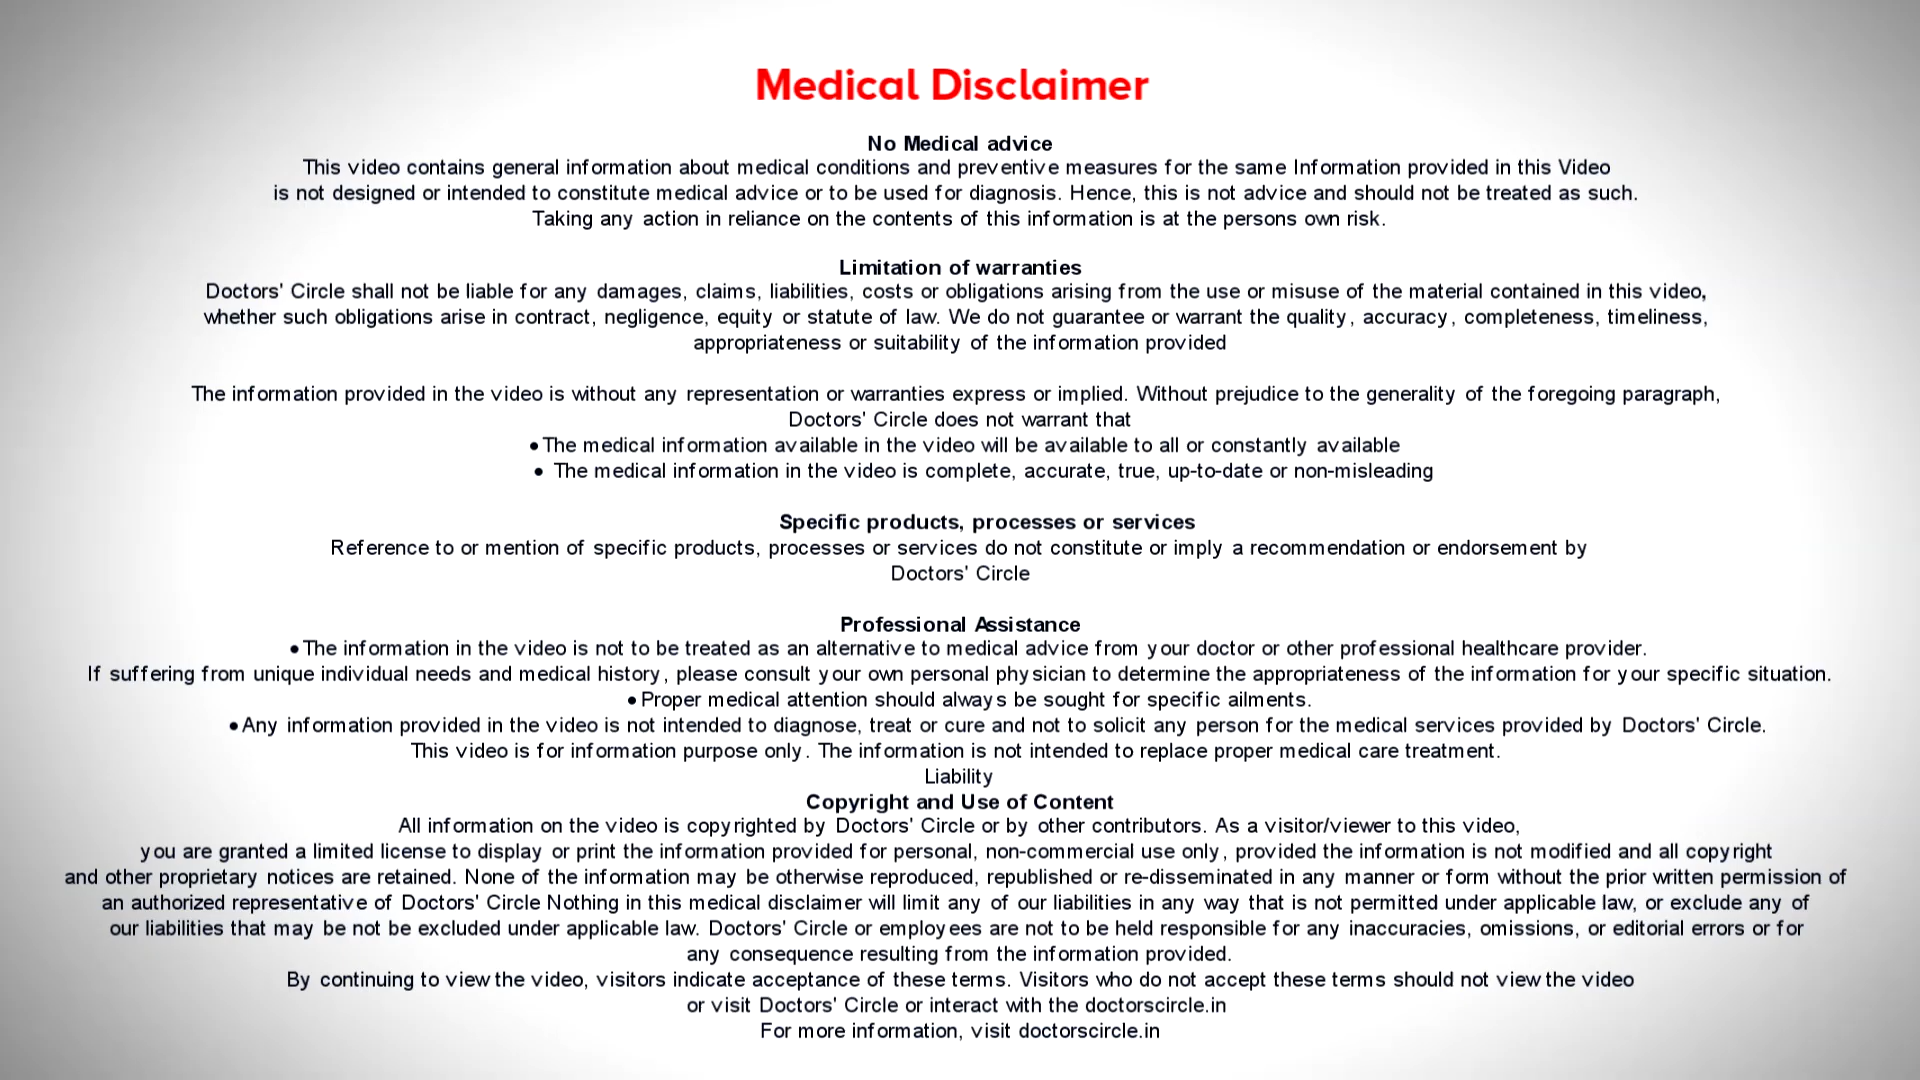 Medical Disclaimer
No Medical advice
This video contains general information about medical conditions and preventive measures for the same Information provided in this Video
is not designed or intended to constitute medical advice or to be used for diagnosis. Hence, this is not advice and should not be treated as such.
Taking any action in reliance on the contents of this information is at the persons own risk.
Limitation of warranties
Doctors' Circle shall not be liable for any damages, claims, liabilities, costs or obligations arising from the use or misuse of the material contained in this video,
whether such obligations arise in contract, negligence, equity or statute of law. We do not guarantee or warrant the quality, accuracy, completeness, timeliness,
appropriateness or suitability of the information provided
The information provided in the video is without any representation or warranties express or implied. Without prejudice to the generality of the foregoing paragraph,
Doctors' Circle does not warrant that
• The medical information available in the video will be available to all or constantly available
• The medical information in the video is complete, accurate, true, up-to-date or non-misleading
Specific products, processes or services
Reference to or mention of specific products, processes or services do not constitute or imply a recommendation or endorsement by
Doctors' Circle
Professional Assistance
• The information in the video is not to be treated as an alternative to medical advice from your doctor or other professional healthcare provider.
If suffering from unique individual needs and medical history, please consult your own personal physician to determine the appropriateness of the information for your specific situation.
• Proper medical attention should always be sought for specific ailments.
• Any information provided in the video is not intended to diagnose, treat or cure and not to solicit any person for the medical services provided by Doctors' Circle.
This video is for information purpose only. The information is not intended to replace proper medical care treatment.
Liability
Copyright and Use of Content
All information on the video is copyrighted by Doctors' Circle or by other contributors. As a visitor/viewer to this video,
you are granted a limited license to display or print the information provided for personal, non-commercial use only, provided the information is not modified and all copyright
and other proprietary notices are retained. None of the information may be otherwise reproduced, republished or re-disseminated in any manner or form without the prior written permission of
an authorized representative of Doctors' Circle Nothing in this medical disclaimer will limit any of our liabilities in any way that is not permitted under applicable law, or exclude any of
our liabilities that may be not be excluded under applicable law. Doctors' Circle or employees are not to be held responsible for any inaccuracies, omissions, or editorial errors or for
any consequence resulting from the information provided.
By continuing to view the video, visitors indicate acceptance of these terms. Visitors who do not accept these terms should not view the video
or visit Doctors' Circle or interact with the doctorscircle.in
For more information, visit doctorscircle.in